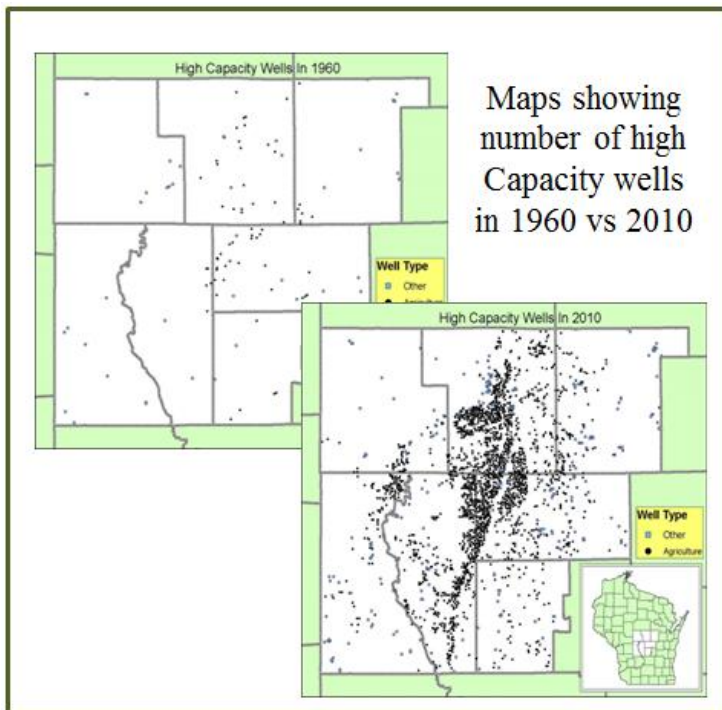 High Capacity Wells In 1960
Maps showing
number of high
Capacity wells
in 1960 vs 2010
Well Type
Other
High Capacity Wells In 2010
Well Type
Other
Agriculture